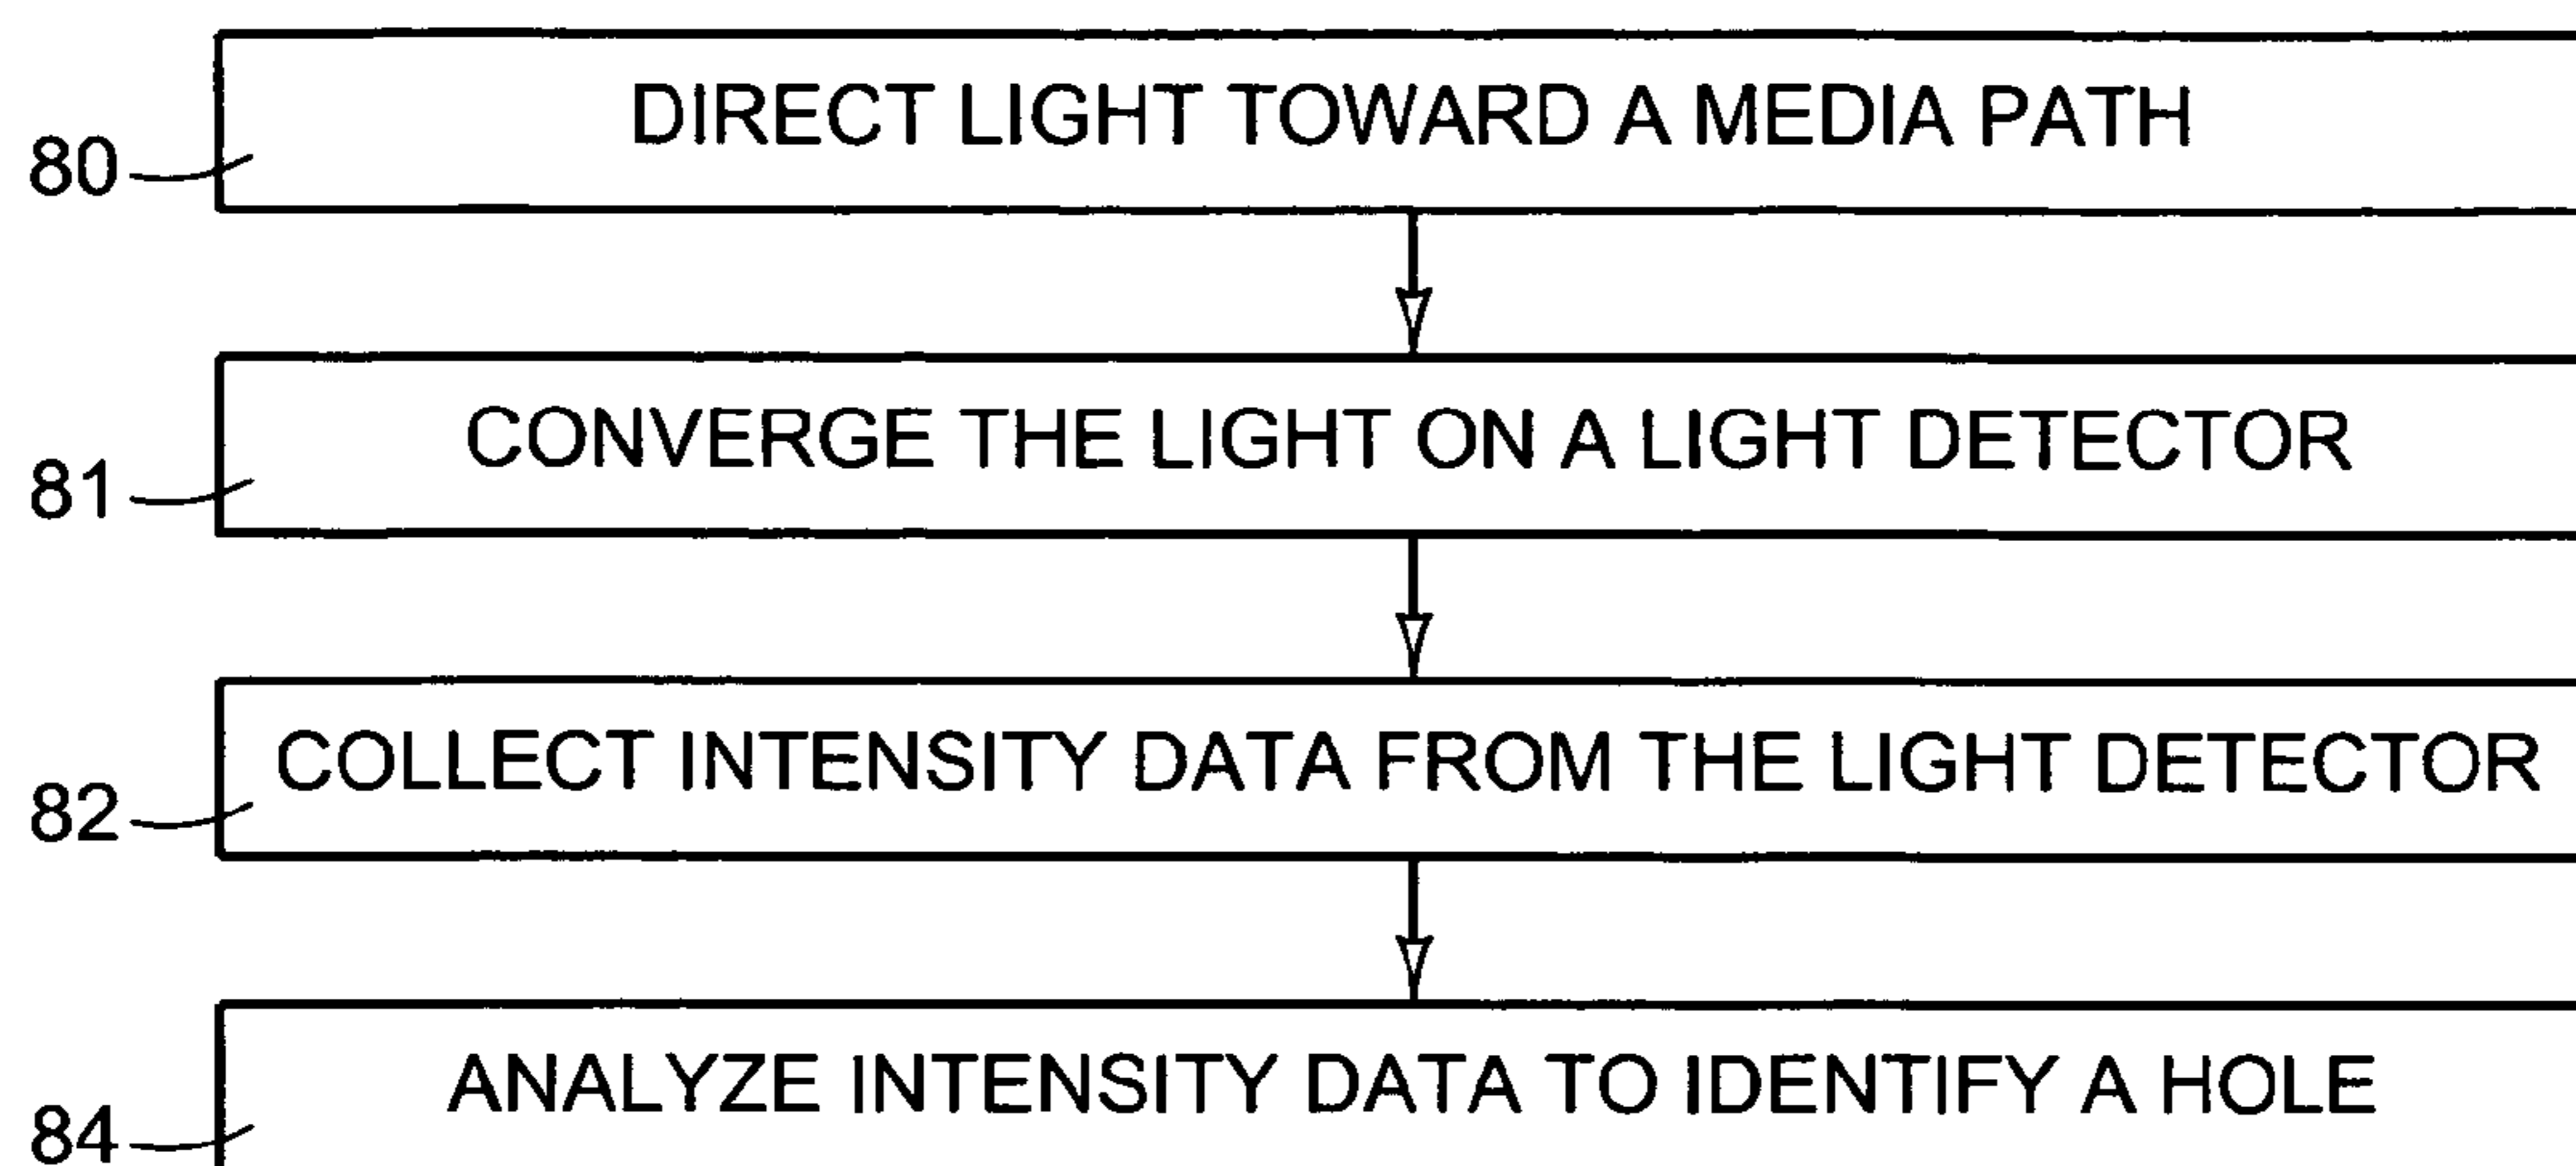 DIRECT LIGHT TOWARD A MEDIA PATH
80
CONVERGE THE LIGHT ON A LIGHT DETECTOR
81
COLLECT INTENSITY DATA FROM THE LIGHT DETECTOR
82
ANALYZE INTENSITY DATA TO IDENTIFY A HOLE
84